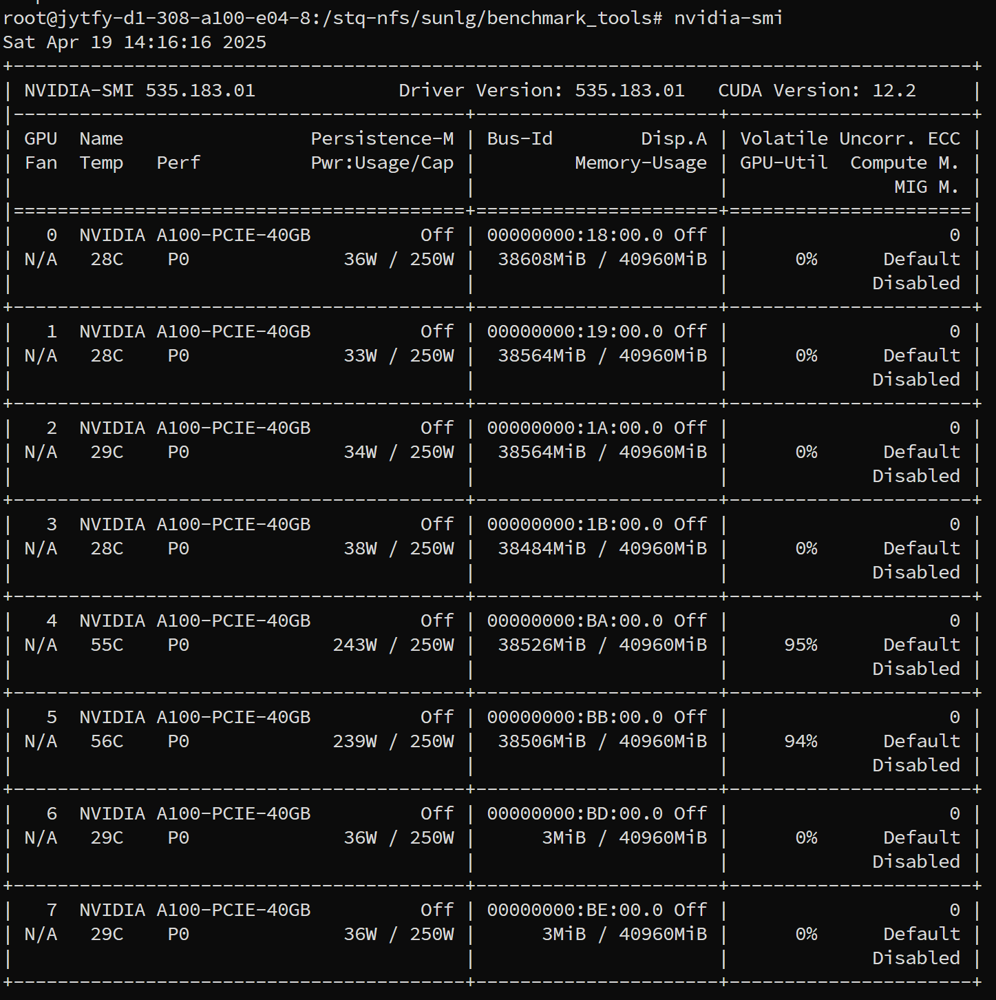 root@jytfy-d1-308-a100-e04-8:/stq-nfs/sunlg/benchmark_tools# nvidia-smi
Sat Apr 19 14:16:16 2025
+---------------------------------------------------------------------------------------+
| NVIDIA-SMI 535.183.01             Driver Version: 535.183.01   CUDA Version: 12.2     |
|-----------------------------------------+----------------------+----------------------+
| GPU  Name                 Persistence-M | Bus-Id        Disp.A | Volatile Uncorr. ECC |
| Fan  Temp   Perf          Pwr:Usage/Cap |         Memory-Usage | GPU-Util  Compute M. |
|                                         |                      |               MIG M. |
|=========================================+======================+======================|
|   0  NVIDIA A100-PCIE-40GB          Off | 00000000:18:00.0 Off |                    0 |
| N/A   28C    P0              36W / 250W |  38608MiB / 40960MiB |      0%      Default |
|                                         |                      |             Disabled |
+-----------------------------------------+----------------------+----------------------+
|   1  NVIDIA A100-PCIE-40GB          Off | 00000000:19:00.0 Off |                    0 |
| N/A   28C    P0              33W / 250W |  38564MiB / 40960MiB |      0%      Default |
|                                         |                      |             Disabled |
+-----------------------------------------+----------------------+----------------------+
|   2  NVIDIA A100-PCIE-40GB          Off | 00000000:1A:00.0 Off |                    0 |
| N/A   29C    P0              34W / 250W |  38564MiB / 40960MiB |      0%      Default |
|                                         |                      |             Disabled |
+-----------------------------------------+----------------------+----------------------+
|   3  NVIDIA A100-PCIE-40GB          Off | 00000000:1B:00.0 Off |                    0 |
| N/A   28C    P0              38W / 250W |  38484MiB / 40960MiB |      0%      Default |
|                                         |                      |             Disabled |
+-----------------------------------------+----------------------+----------------------+
|   4  NVIDIA A100-PCIE-40GB          Off | 00000000:BA:00.0 Off |                    0 |
| N/A   55C    P0             243W / 250W |  38526MiB / 40960MiB |     95%      Default |
|                                         |                      |             Disabled |
+-----------------------------------------+----------------------+----------------------+
|   5  NVIDIA A100-PCIE-40GB          Off | 00000000:BB:00.0 Off |                    0 |
| N/A   56C    P0             239W / 250W |  38506MiB / 40960MiB |     94%      Default |
|                                         |                      |             Disabled |
+-----------------------------------------+----------------------+----------------------+
|   6  NVIDIA A100-PCIE-40GB          Off | 00000000:BD:00.0 Off |                    0 |
| N/A   29C    P0              36W / 250W |      3MiB / 40960MiB |      0%      Default |
|                                         |                      |             Disabled |
+-----------------------------------------+----------------------+----------------------+
|   7  NVIDIA A100-PCIE-40GB          Off | 00000000:BE:00.0 Off |                    0 |
| N/A   29C    P0              36W / 250W |      3MiB / 40960MiB |      0%      Default |
|                                         |                      |             Disabled |
+-----------------------------------------+----------------------+----------------------+